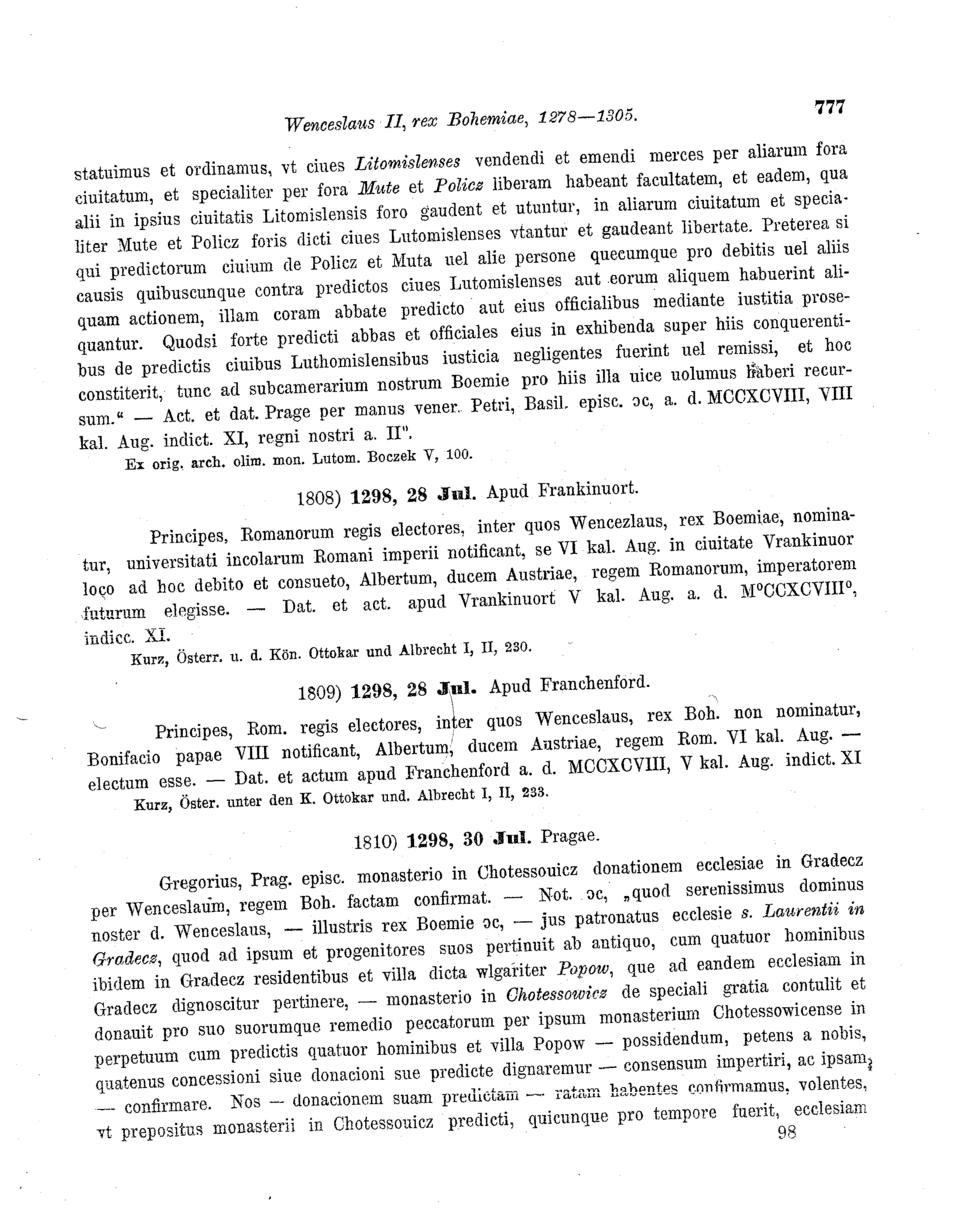 Wenceslaus II, rex Bohemiae, 1278—1305.
777
statuimus et ordinamus, vt ciues Litomislenses vendendi et emendi merces per aliarum fora
ciuitatum, et specialiter per fora Mute et Policz liberam habeant facultatem, et eadem, qua
alii in ipsius ciuitatis Litomislensis foro gaudent et utuntur, in aliarum ciuitatum et specia-
liter Mute et Policz foris dicti ciues Lutomislenses vtantur et gaudeant libertate. Preterea si
qui predictorum ciuium de Policz et Muta uel alie persone quecumque pro debitis uel aliis
causis quibuscunque contra predictos ciues Lutomislenses aut eorum aliquem habuerint ali-
quam actionem, illam coram abbate predicto aut eius officialibus mediante iustitia prose-
quantur. Quodsi forte predicti abbas et officiales eius in exhibenda super hiis conquerenti-
bus de predictis ciuibus Luthomislensibus iusticia negligentes fuerint uel remissi, et hoc
constiterit, tunc ad subcamerarium nostrum Boemie pro hiis illa uice uolumus haberi recur-
sum.“ — Act. et dat. Prage per manus vener. Petri, Basil. episc. ɔc, a. d. MCCXCVIII, VIII
kal. Aug. indict. XI, regni nostri a. II".
Ex orig. arch. olim. mon. Lutom. Boczek V, 100.
1808) 1298, 28 Jul. Apud Frankinuort.
Principes, Romanorum regis electores, inter quos Wencezlaus, rex Boemiae, nomina-
tur, universitati incolarum Romani imperii notificant, se VI kal. Aug. in ciuitate Vrankinuor
loco ad hoc debito et consueto, Albertum, ducem Austriae, regem Romanorum, imperatorem
futurum elegisse. — Dat. et act. apud Vrankinuort V kal. Aug. a. d. M⁰CCXCVIII⁰,
indicc. XI.
Kurz, Österr. u. d. Kön. Ottokar und Albrecht I, II, 230.
1809) 1298, 28 Jul. Apud Franchenford.
Principes, Rom. regis electores, inter quos Wenceslaus, rex Boh. non nominatur,
Bonifacio papae VIII notificant, Albertum, ducem Austriae, regem Rom. VI kal. Aug. —
electum esse. — Dat. et actum apud Franchenford a. d. MCCXCVIII, V kal. Aug. indict. XI
Kurz, Öster. unter den K. Ottokar und. Albrecht I, II, 233.
1810) 1298, 30 Jul. Pragae.
Gregorius, Prag. episc. monasterio in Chotessouicz donationem ecclesiae in Gradecz
per Wenceslaum, regem Boh. factam confirmat. — Not. ɔc, „quod serenissimus dominus
noster d. Wenceslaus, — illustris rex Boemie ɔc, — jus patronatus ecclesie s. Laurentii in
Gradecz, quod ad ipsum et progenitores suos pertinuit ab antiquo, cum quatuor hominibus
ibidem in Gradecz residentibus et villa dicta wlgariter Popow, que ad eandem ecclesiam in
Gradecz dignoscitur pertinere, — monasterio in Chotessowicz de speciali gratia contulit et
donauit pro suo suorumque remedio peccatorum per ipsum monasterium Chotessowicense in
perpetuum cum predictis quatuor hominibus et villa Popow — possidendum, petens a nobis,
quatenus concessioni siue donacioni sue predicte dignaremur — consensum impertiri, ac ipsam,
— confirmare. Nos — donacionem suam predictam — ratam habentes confirmamus, volentes,
vt prepositus monasterii in Chotessouicz predicti, quicunque pro tempore fuerit, ecclesiam
98